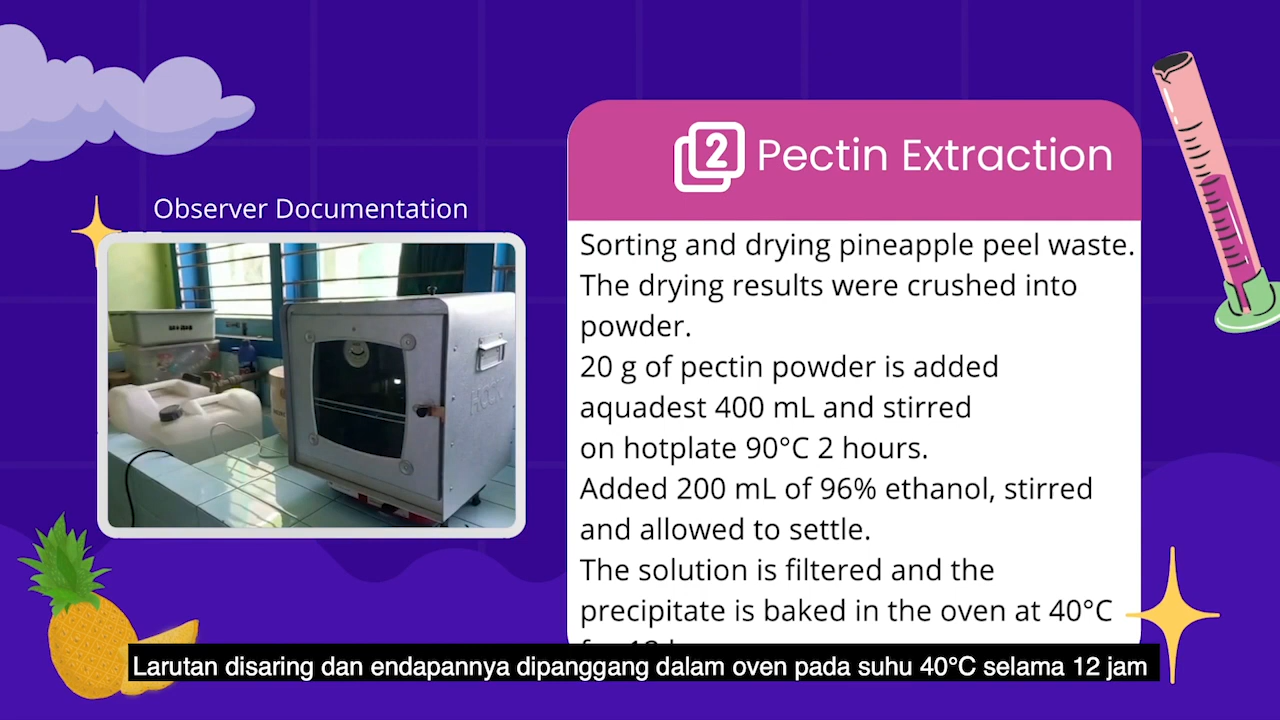 Observer Documentation
2 Pectin Extraction
Sorting and drying pineapple peel waste.
The drying results were crushed into
powder.
20 g of pectin powder is added
aquadest 400 mL and stirred
on hotplate 90°C 2 hours.
Added 200 mL of 96% ethanol, stirred
and allowed to settle.
The solution is filtered and the
precipitate is baked in the oven at 40°C
Larutan disaring dan endapannya dipanggang dalam oven pada suhu 40°C selama 12 jam